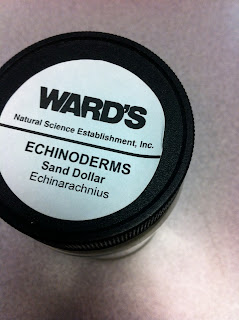 WARD'S
Natural Science Establishment, Inc.
ECHINODERMS
Sand Dollar
Echinarachnius